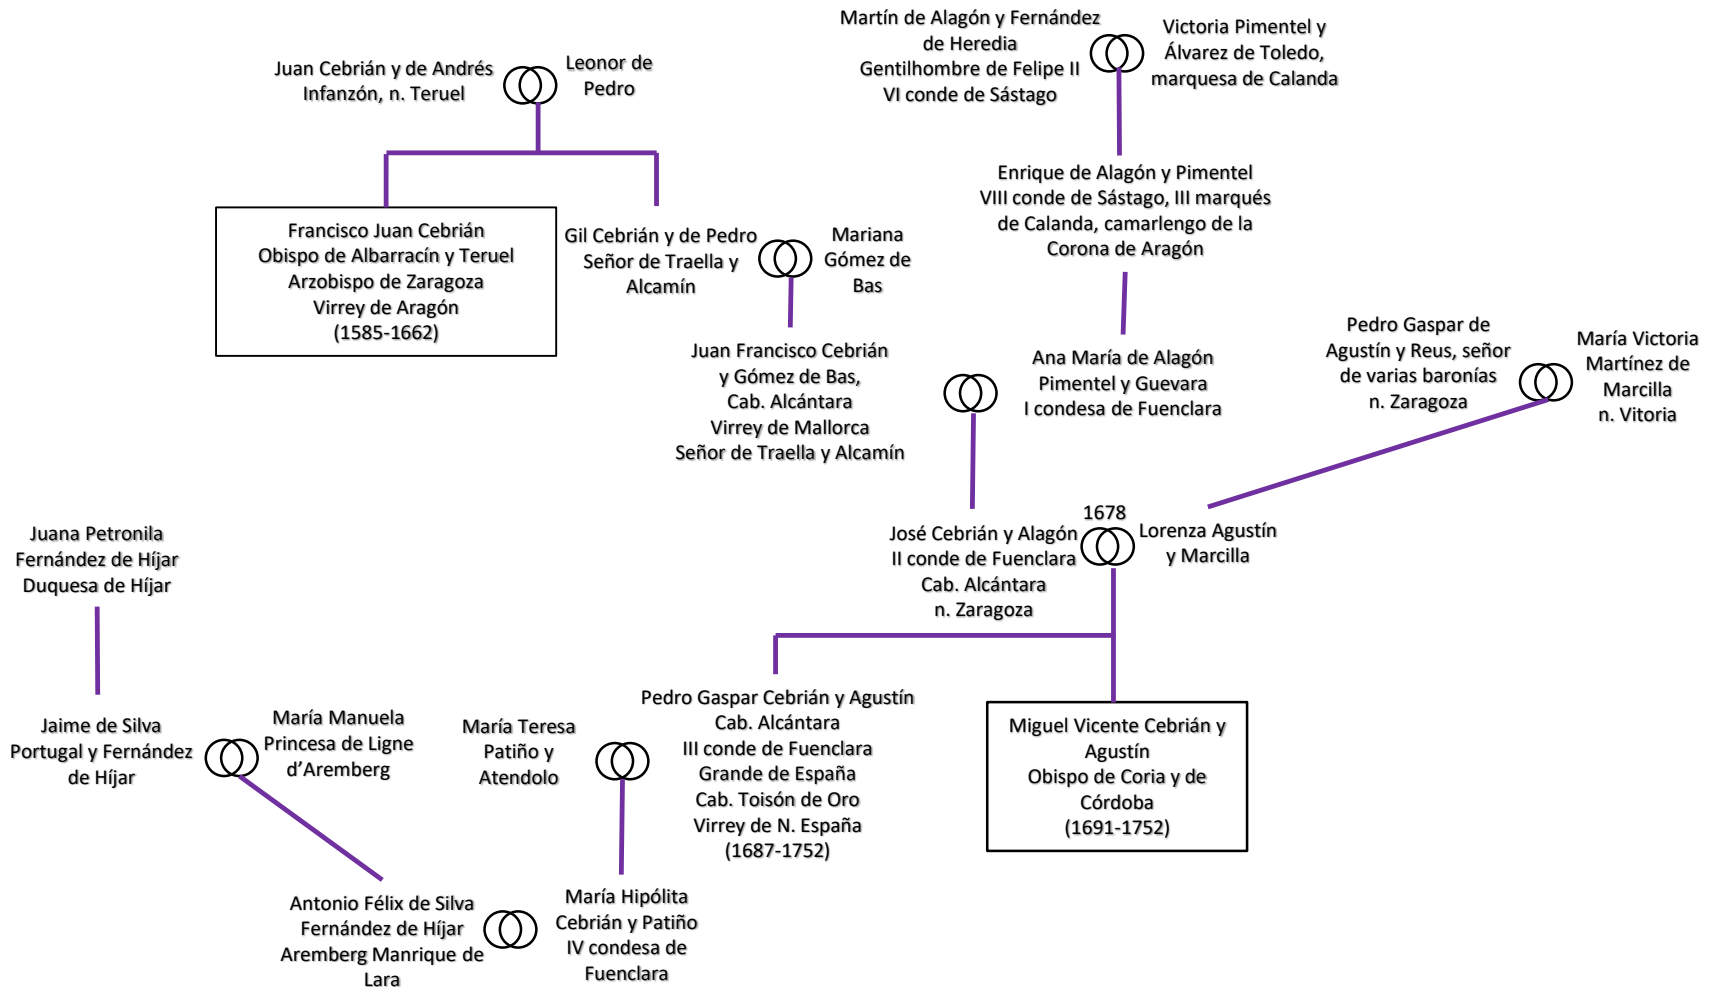 Martín de Alagón y Fernández
de Heredia
Gentilhombre de Felipe II
VI conde de Sástago
Victoria Pimentel y
Álvarez de Toledo,
marquesa de Calanda
Juan Cebrián y de Andrés
Infanzón, n. Teruel
Leonor de
Pedro
Enrique de Alagón y Pimentel
VIII conde de Sástago, III marqués
de Calanda, camarlengo de la
Corona de Aragón
Francisco Juan Cebrián
Obispo de Albarracín y Teruel
Arzobispo de Zaragoza
Virrey de Aragón
(1585-1662)
Gil Cebrián y de Pedro
Señor de Traella y
Alcamín
Mariana
Gómez de
Bas
Juan Francisco Cebrián
y Gómez de Bas,
Cab. Alcántara
Virrey de Mallorca
Señor de Traella y Alcamín
Ana María de Alagón
Pimentel y Guevara
I condesa de Fuenclara
Pedro Gaspar de
Agustín y Reus, señor
de varias baronías
n. Zaragoza
María Victoria
Martínez de
Marcilla
n. Vitoria
José Cebrián y Alagón
II conde de Fuenclara
Cab. Alcántara
n. Zaragoza
1678
Lorenza Agustín
y Marcilla
Juana Petronila
Fernández de Híjar
Duquesa de Híjar
Jaime de Silva
Portugal y Fernández
de Híjar
María Manuela
Princesa de Ligne
d’Aremberg
María Teresa
Patiño y
Atendolo
Pedro Gaspar Cebrián y Agustín
Cab. Alcántara
III conde de Fuenclara
Grande de España
Cab. Toisón de Oro
Virrey de N. España
(1687-1752)
Miguel Vicente Cebrián y
Agustín
Obispo de Coria y de
Córdoba
(1691-1752)
Antonio Félix de Silva
Fernández de Híjar
Aremberg Manrique de
Lara
María Hipólita
Cebrián y Patiño
IV condesa de
Fuenclara